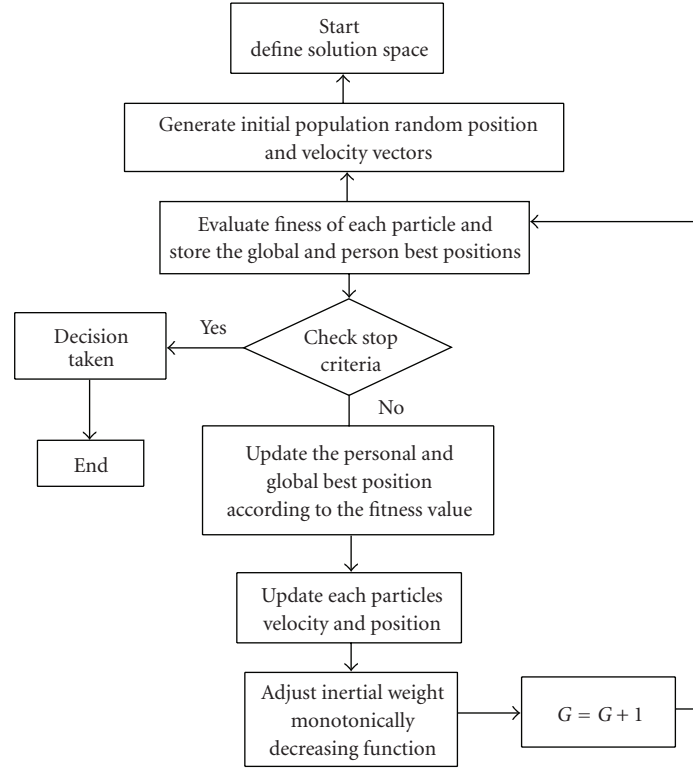 Start
define solution space
Generate initial population random position
and velocity vectors
Evaluate finess of each particle and
store the global and person best positions
Yes
Decision
taken
Check stop
criteria
No
End
Update the personal and
global best position
according to the fitness value
Update each particles
velocity and position
Adjust inertial weight
monotonically
decreasing function
G = G + 1